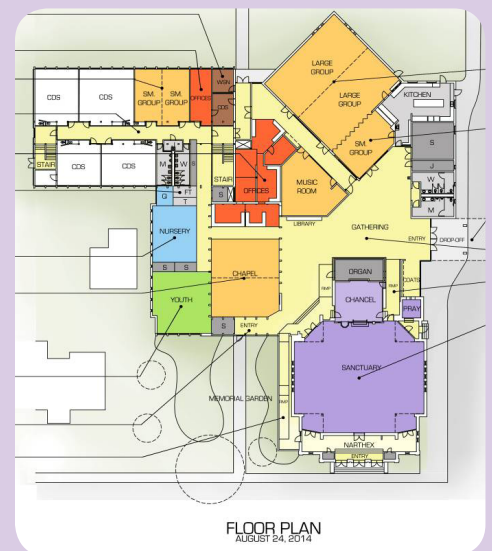 LARGE
GROUP
LARGE
GROUP
SM.
GROUP
KITCHEN
S
J
W
M
CDS
CDS
SM.
GROUP
SM.
GROUP
OFFICES
WGN
CDS
STAIR
CDS
CDS
M
W
S
FT
Q
T
STAIR
S
OFFICES
MUSIC
ROOM
LIBRARY
GATHERING
ENTRY
DROP-OFF
NURSERY
S
S
YOUTH
S
CHAPEL
ENTRY
ORGAN
CHANCEL
RMP
RMP
COATS
PRAY
SANCTUARY
RMP
MEMORIAL GARDEN
NARTHEX
ENTRY
FLOOR PLAN
AUGUST 24, 2014